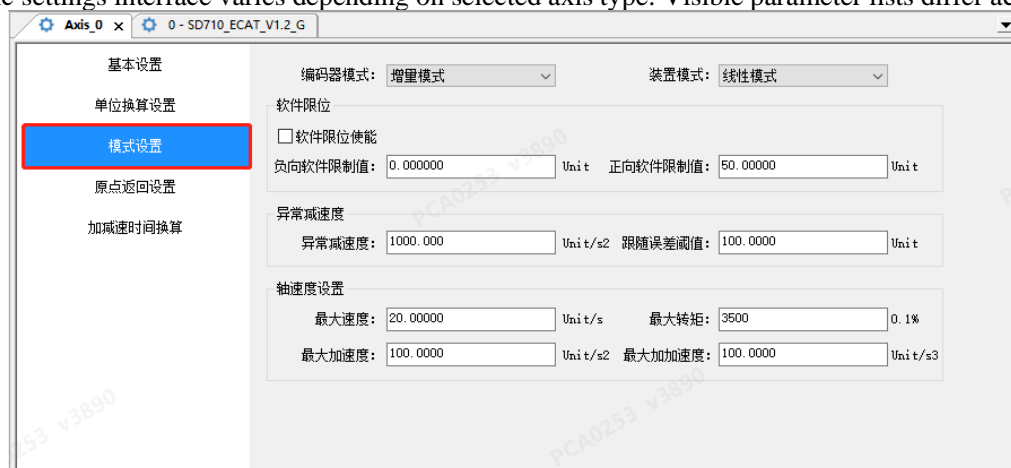 settings interface varies depending on selected axis type. Visible parameter lists differ
Axis_0 x 0 - SD710_ECAT_V1.2_G
基本设置
单位换算设置
模式设置
原点返回设置
加减速时间换算
编码器模式: 增量模式 装置模式: 线性模式
软件限位
软件限位使能
负向软件限制值: 0.000000 Unit 正向软件限制值: 50.00000 Unit
异常减速度
异常减速度: 1000.000 Unit/s2 跟随误差阈值: 100.0000 Unit
轴速度设置
最大速度: 20.00000 Unit/s 最大转矩: 3500 0.1%
最大加速度: 100.0000 Unit/s2 最大加加速度: 100.0000 Unit/s3
PCA0253 v3890
PCA0253 v3890
253 v3890
PCA0253 v3890